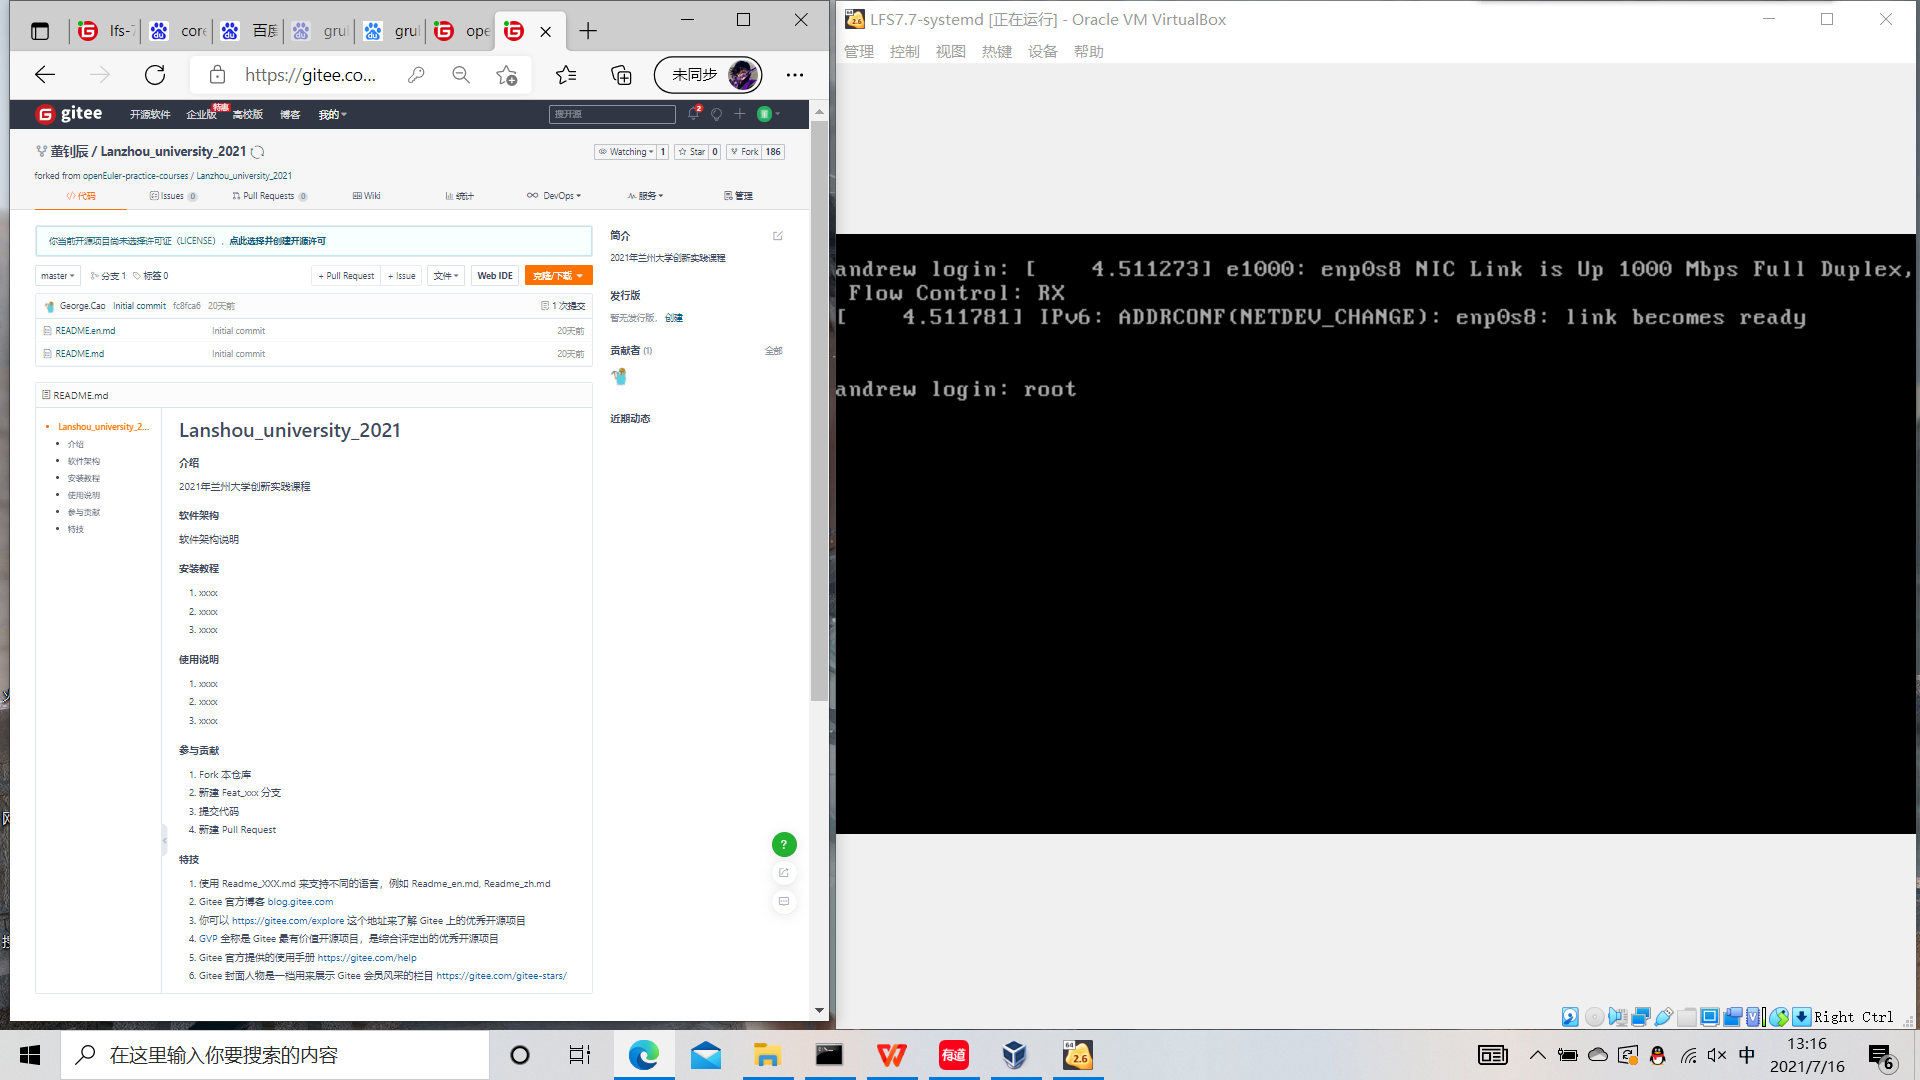 lfs-7
core
百度
grul
grul
ope
https://gitee.co...
未同步
gitee
开源软件
企业版
特惠
高校版
博客
我的
搜开源
2
董钊辰 / Lanzhou_university_2021
Watching 1
Star 0
Fork 186
forked from openEuler-practice-courses / Lanzhou_university_2021
代码
Issues 0
Pull Requests 0
Wiki
统计
DevOps
服务
管理
你当前开源项目尚未选择许可证（LICENSE），点此选择并创建开源许可
master
分支 1
标签 0
+ Pull Request
+ Issue
文件
Web IDE
克隆/下载
George.Cao Initial commit fc8fca6 20天前
1 次提交
README.en.md Initial commit 20天前
README.md Initial commit 20天前
简介
2021年兰州大学创新实践课程
发行版
暂无发行版，创建
贡献者 (1) 全部
近期动态
README.md
Lanshou_university_2...
介绍
软件架构
安装教程
使用说明
参与贡献
特技
Lanshou_university_2021
介绍
2021年兰州大学创新实践课程
软件架构
软件架构说明
安装教程
1. xxxx
2. xxxx
3. xxxx
使用说明
1. xxxx
2. xxxx
3. xxxx
参与贡献
1. Fork 本仓库
2. 新建 Feat_xxx 分支
3. 提交代码
4. 新建 Pull Request
特技
1. 使用 Readme_XXX.md 来支持不同的语言，例如 Readme_en.md, Readme_zh.md
2. Gitee 官方博客 blog.gitee.com
3. 你可以 https://gitee.com/explore 这个地址来了解 Gitee 上的优秀开源项目
4. GVP 全称是 Gitee 最有价值开源项目，是综合评定出的优秀开源项目
5. Gitee 官方提供的使用手册 https://gitee.com/help
6. Gitee 封面人物是一档用来展示 Gitee 会员风采的栏目 https://gitee.com/gitee-stars/
?
LFS7.7-systemd [正在运行] - Oracle VM VirtualBox
管理 控制 视图 热键 设备 帮助
andrew login: [    4.511273] e1000: enp0s8 NIC Link is Up 1000 Mbps Full Duplex,
 Flow Control: RX
[    4.511781] IPv6: ADDRCONF(NETDEV_CHANGE): enp0s8: link becomes ready
andrew login: root
Right Ctrl
在这里输入你要搜索的内容
有道
64
2.6
中
13:16
2021/7/16
6